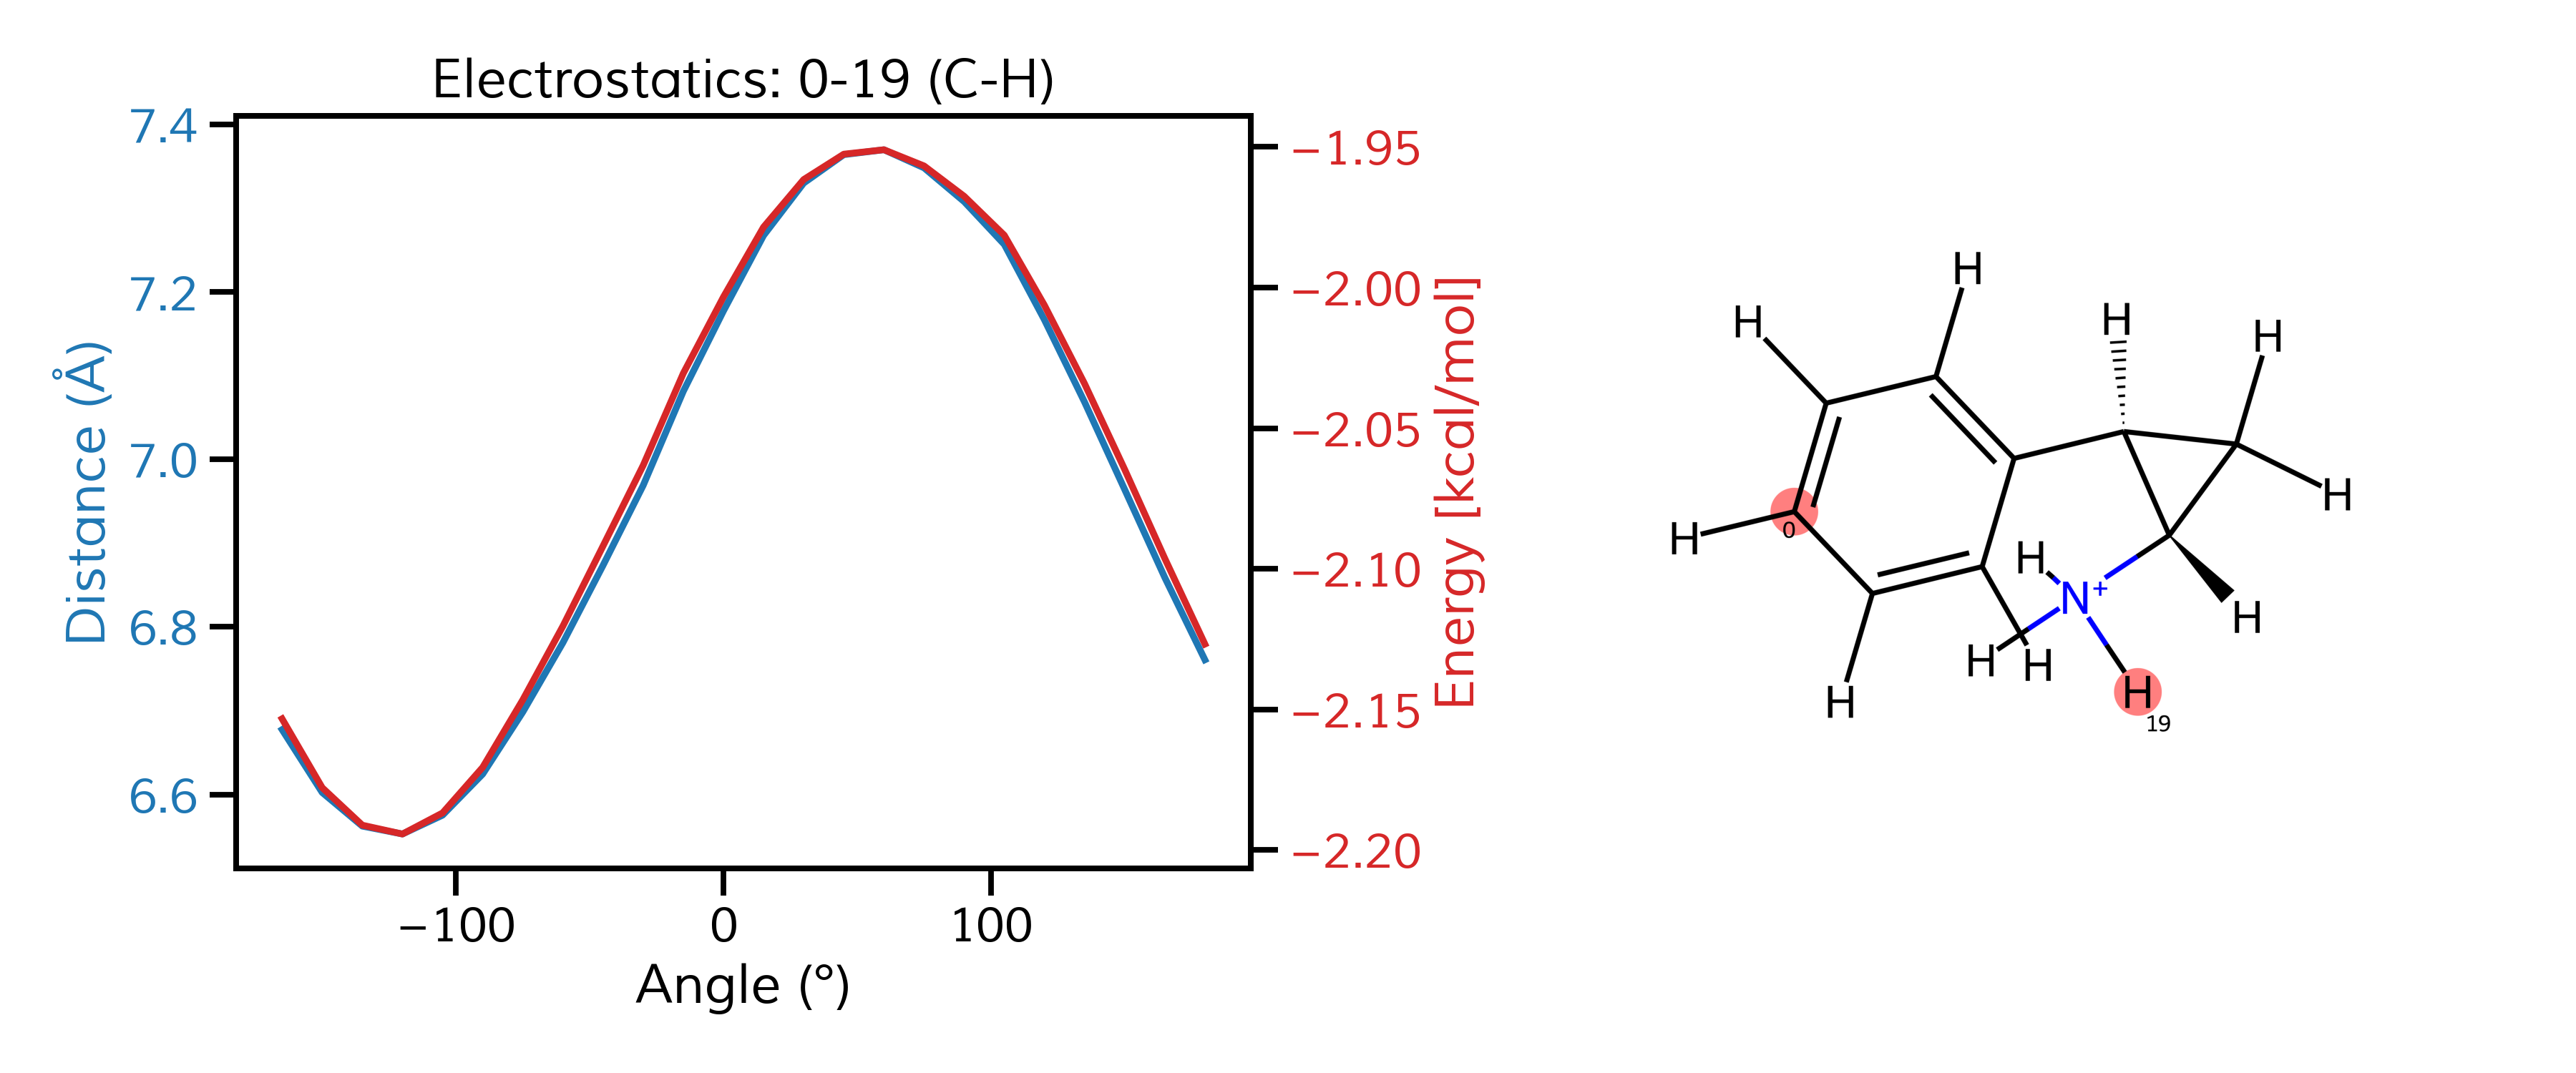 Electrostatics: 0-19 (C-H)
7.4
7.2
7.0
6.8
6.6
Distance (Å)
−100
0
100
Angle (°)
−1.95
−2.00
−2.05
−2.10
−2.15
−2.20
Energy [kcal/mol]
H
H
H
H
H
0
H
H
H
N+
H
H
H
H
H
19